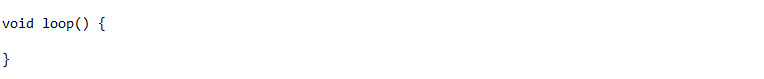 void loop() {
}